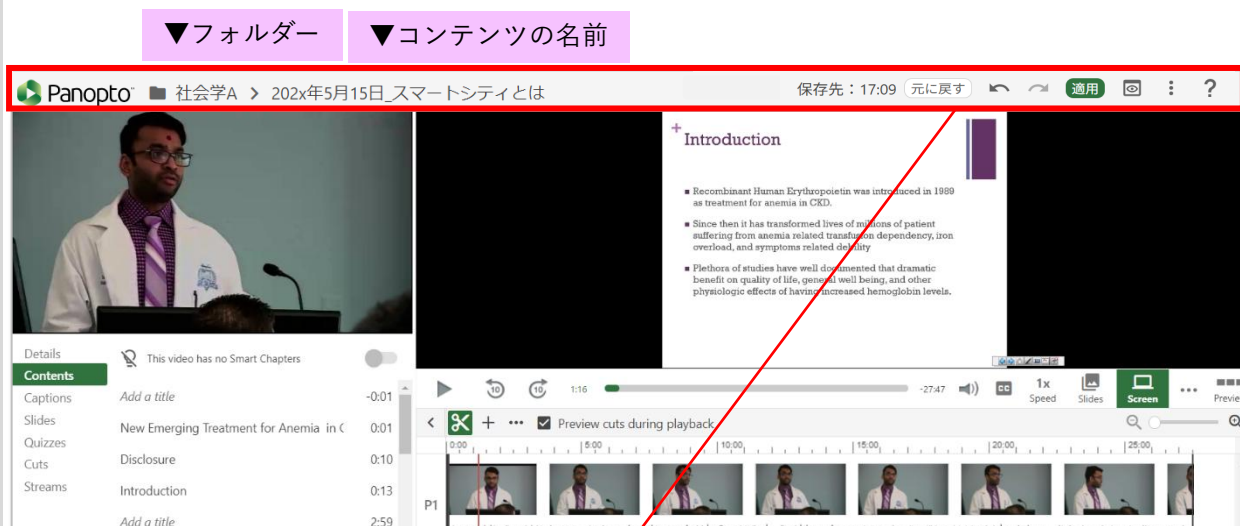 ▼フォルダー ▼コンテンツの名前
Panopto 社会学A > 202x年5月15日_スマートシティとは 保存先：17:09 元に戻す 適用 ?
Introduction
Recombinant Human Erythropoietin was introduced in 1989
as treatment for anemia in CKD.
Since then it has transformed lives of millions of patient
suffering from anemia related transfusion dependency, iron
overload, and symptoms related debility
Plethora of studies have well documented that dramatic
benefit on quality of life, general well being, and other
physiologic effects of having increased hemoglobin levels.
Details
Contents
Captions
Slides
Quizzes
Cuts
Streams
This video has no Smart Chapters
Add a title -0:01
New Emerging Treatment for Anemia in 0:01
Disclosure 0:10
Introduction 0:13
Add a title 2:59
10 10 1:16 -27:47 CC 1x
Speed Slides Screen Previe
Preview cuts during playback
0:00 5:00 10:00 15:00 20:00 25:00
P1